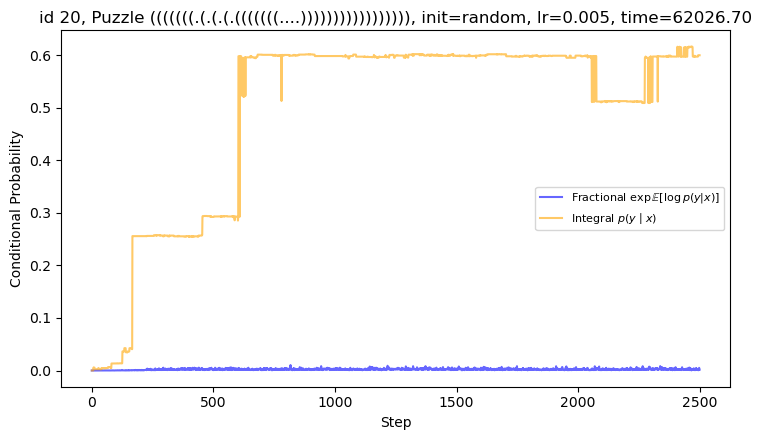 id 20, Puzzle (((((((.(.(.(.(((((((....))))))))))))))))), init=random, lr=0.005, time=62026.70
Conditional Probability
0.6
0.5
0.4
0.3
0.2
0.1
0.0
Fractional exp𝔼[log p(y|x)]
Integral p(y | x)
0 500 1000 1500 2000 2500
Step